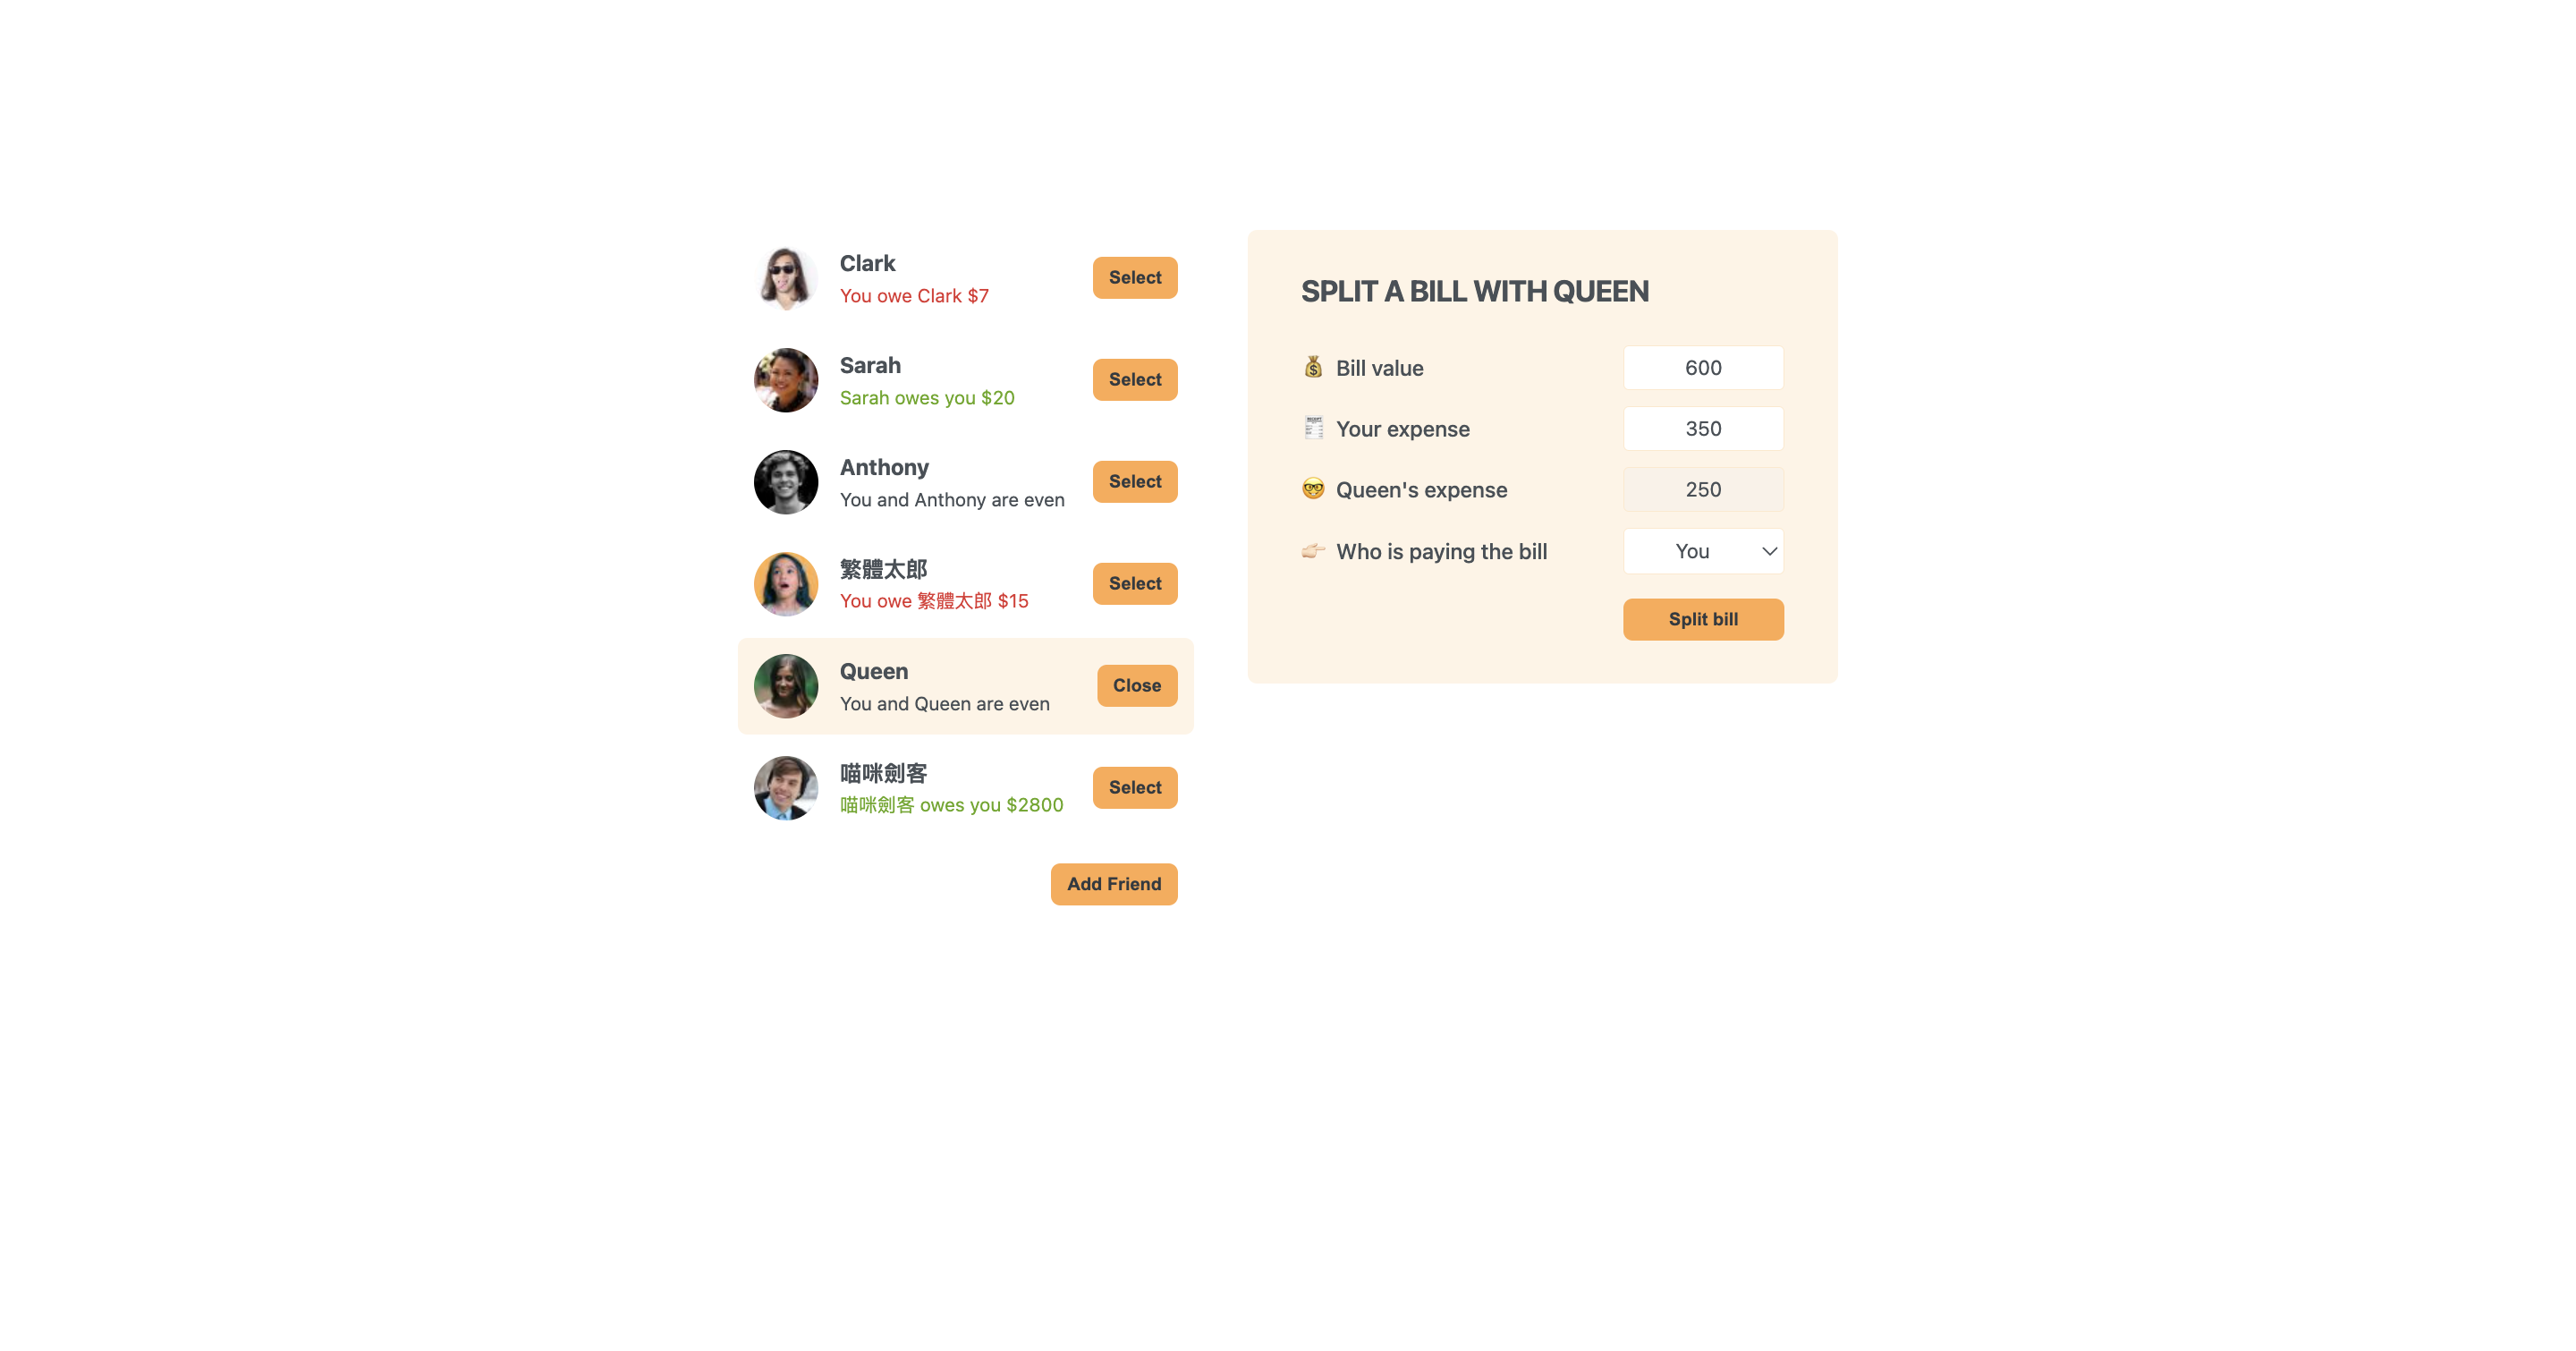 Clark
You owe Clark $7
Select
Sarah
Sarah owes you $20
Select
Anthony
You and Anthony are even
Select
繁體太郎
You owe 繁體太郎 $15
Select
Queen
You and Queen are even
Close
喵咪劍客
喵咪劍客 owes you $2800
Select
Add Friend
SPLIT A BILL WITH QUEEN
Bill value
600
Your expense
350
Queen's expense
250
Who is paying the bill
You
Split bill